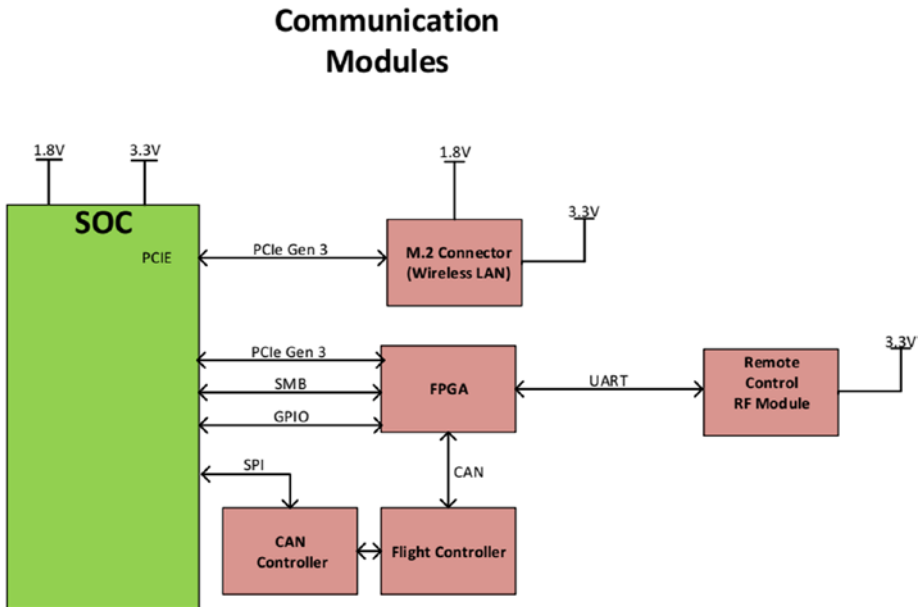 Communication
Modules
1.8V
3.3V
1.8V
3.3V
SOC
PCIE
PCIe Gen 3
M.2 Connector
(Wireless LAN)
PCIe Gen 3
SMB
GPIO
FPGA
UART
Remote
Control
RF Module
3.3V
SPI
CAN
CAN
Controller
Flight Controller